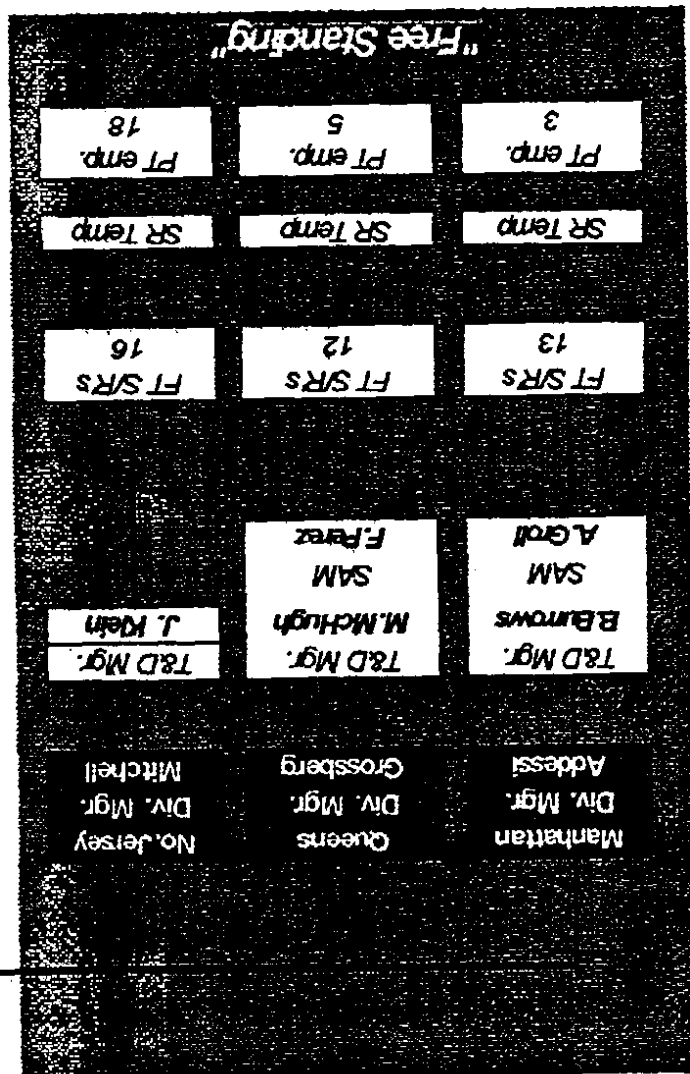 Manhattan
Div. Mgr.
Addessi
T&D Mgr.
B.Burrows
SAM
A.Groll
FT S/R's
13
SR Temp
PT emp.
3
Queens
Div. Mgr.
Grossberg
T&D Mgr.
M.McHugh
SAM
F.Perez
FT S/R's
12
SR Temp
PT emp.
5
No.Jersey
Div. Mgr.
Mitchell
T&D Mgr.
J. Klein
FT S/R's
16
SR Temp
PT emp.
18
"Free Standing"